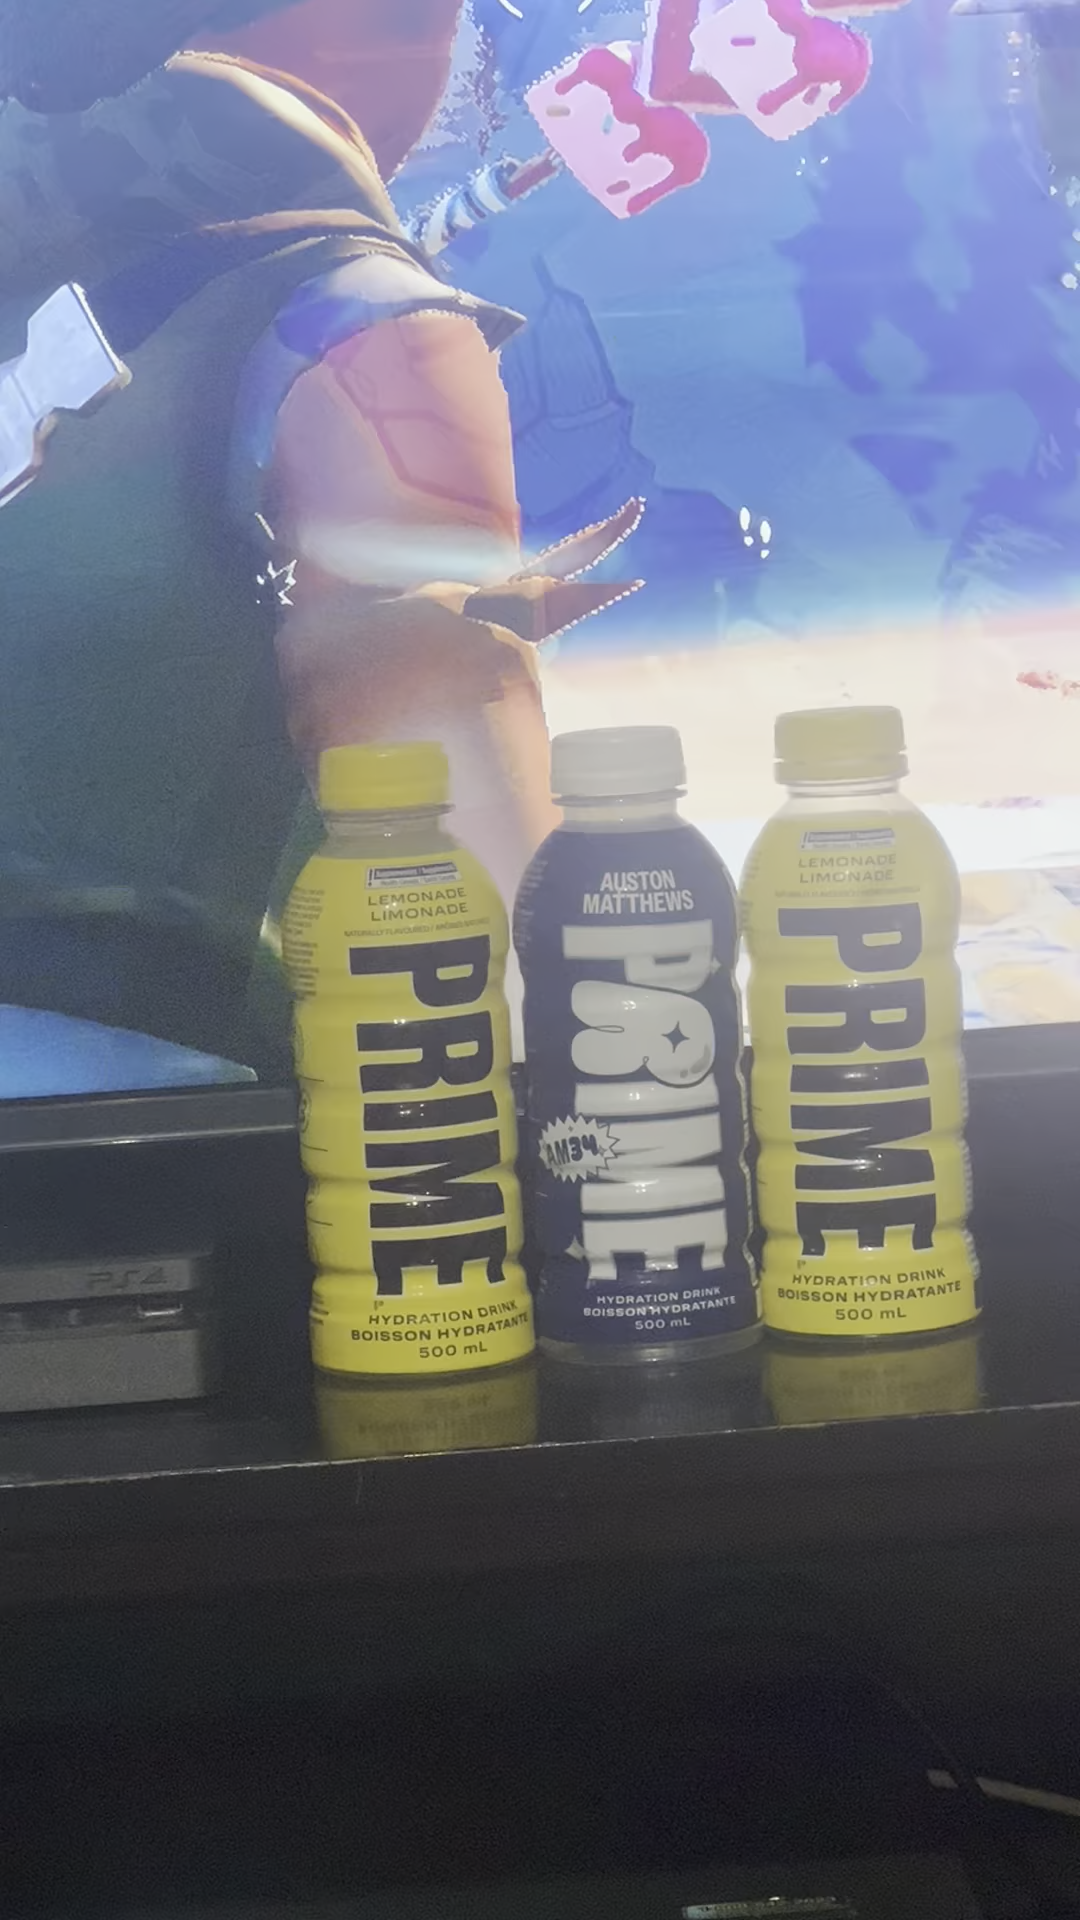 LEMONADE
LIMONADE
PRIME
HYDRATION DRINK
BOISSON HYDRATANTE
500 mL
AUSTON
MATTHEWS
PRIME
AM34
HYDRATION DRINK
BOISSON HYDRATANTE
500 mL
LEMONADE
LIMONADE
PRIME
HYDRATION DRINK
BOISSON HYDRATANTE
500 mL
PS4